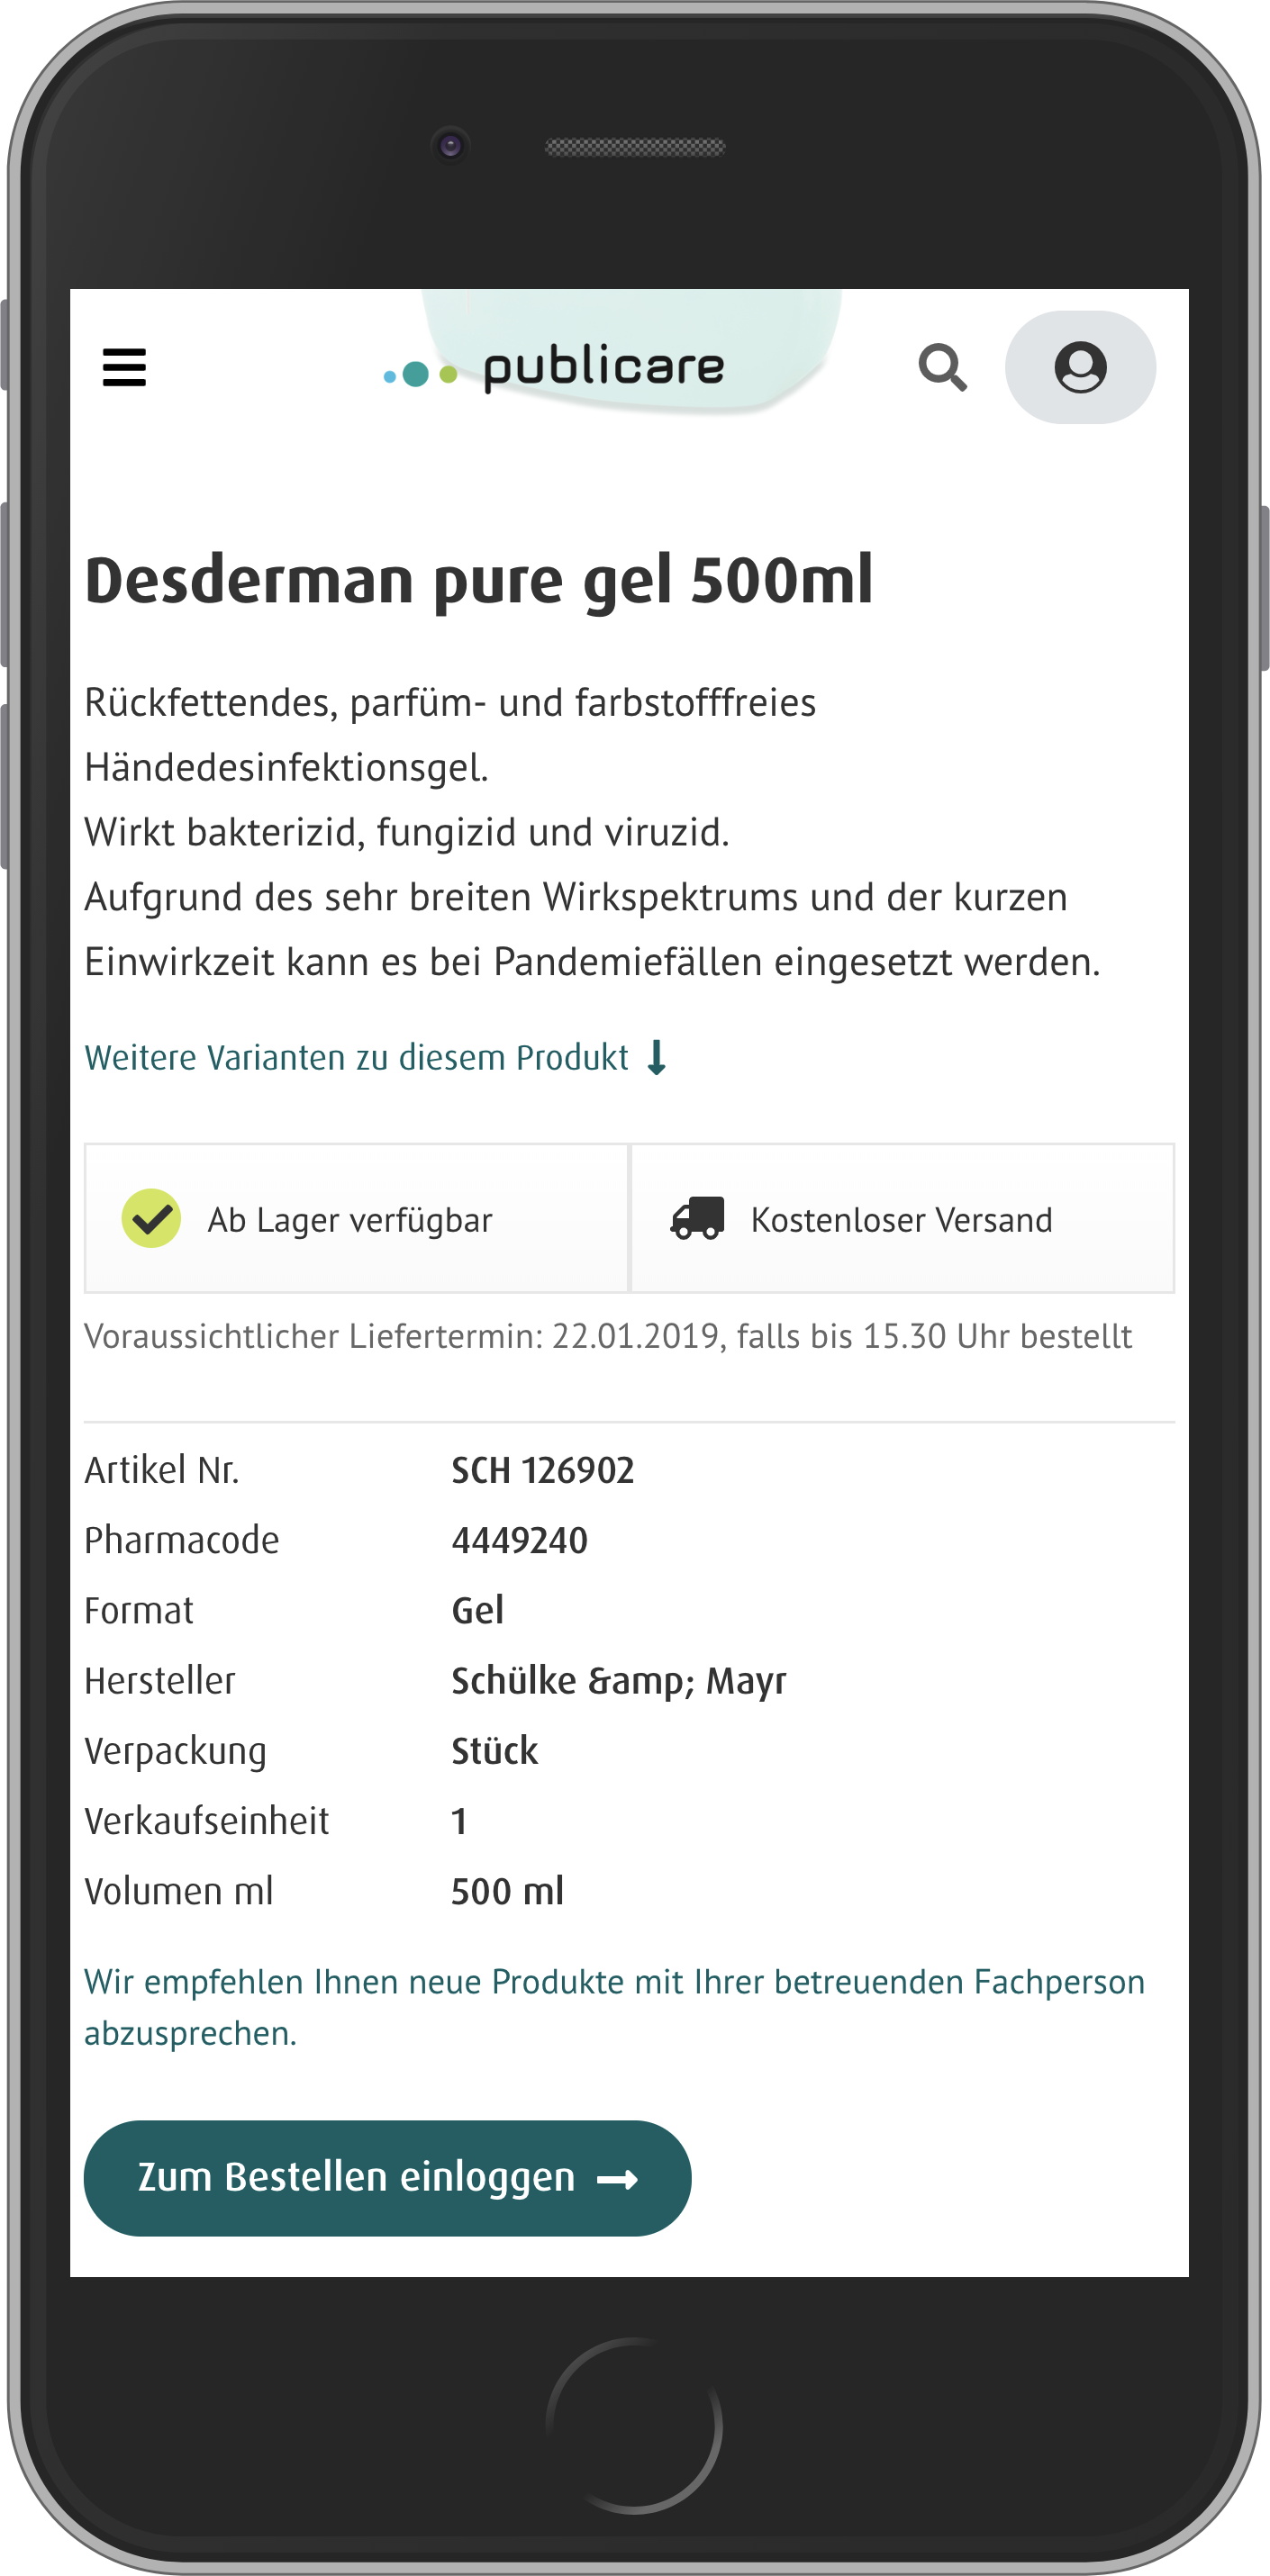 publicare
Desderman pure gel 500ml
Rückfettendes, parfüm- und farbstofffreies
Händedesinfektionsgel.
Wirkt bakterizid, fungizid und viruzid.
Aufgrund des sehr breiten Wirkspektrums und der kurzen
Einwirkzeit kann es bei Pandemiefällen eingesetzt werden.
Weitere Varianten zu diesem Produkt
Ab Lager verfügbar
Kostenloser Versand
Voraussichtlicher Liefertermin: 22.01.2019, falls bis 15.30 Uhr bestellt
Artikel Nr. SCH 126902
Pharmacode 4449240
Format Gel
Hersteller Schülke &amp; Mayr
Verpackung Stück
Verkaufseinheit 1
Volumen ml 500 ml
Wir empfehlen Ihnen neue Produkte mit Ihrer betreuenden Fachperson
abzusprechen.
Zum Bestellen einloggen